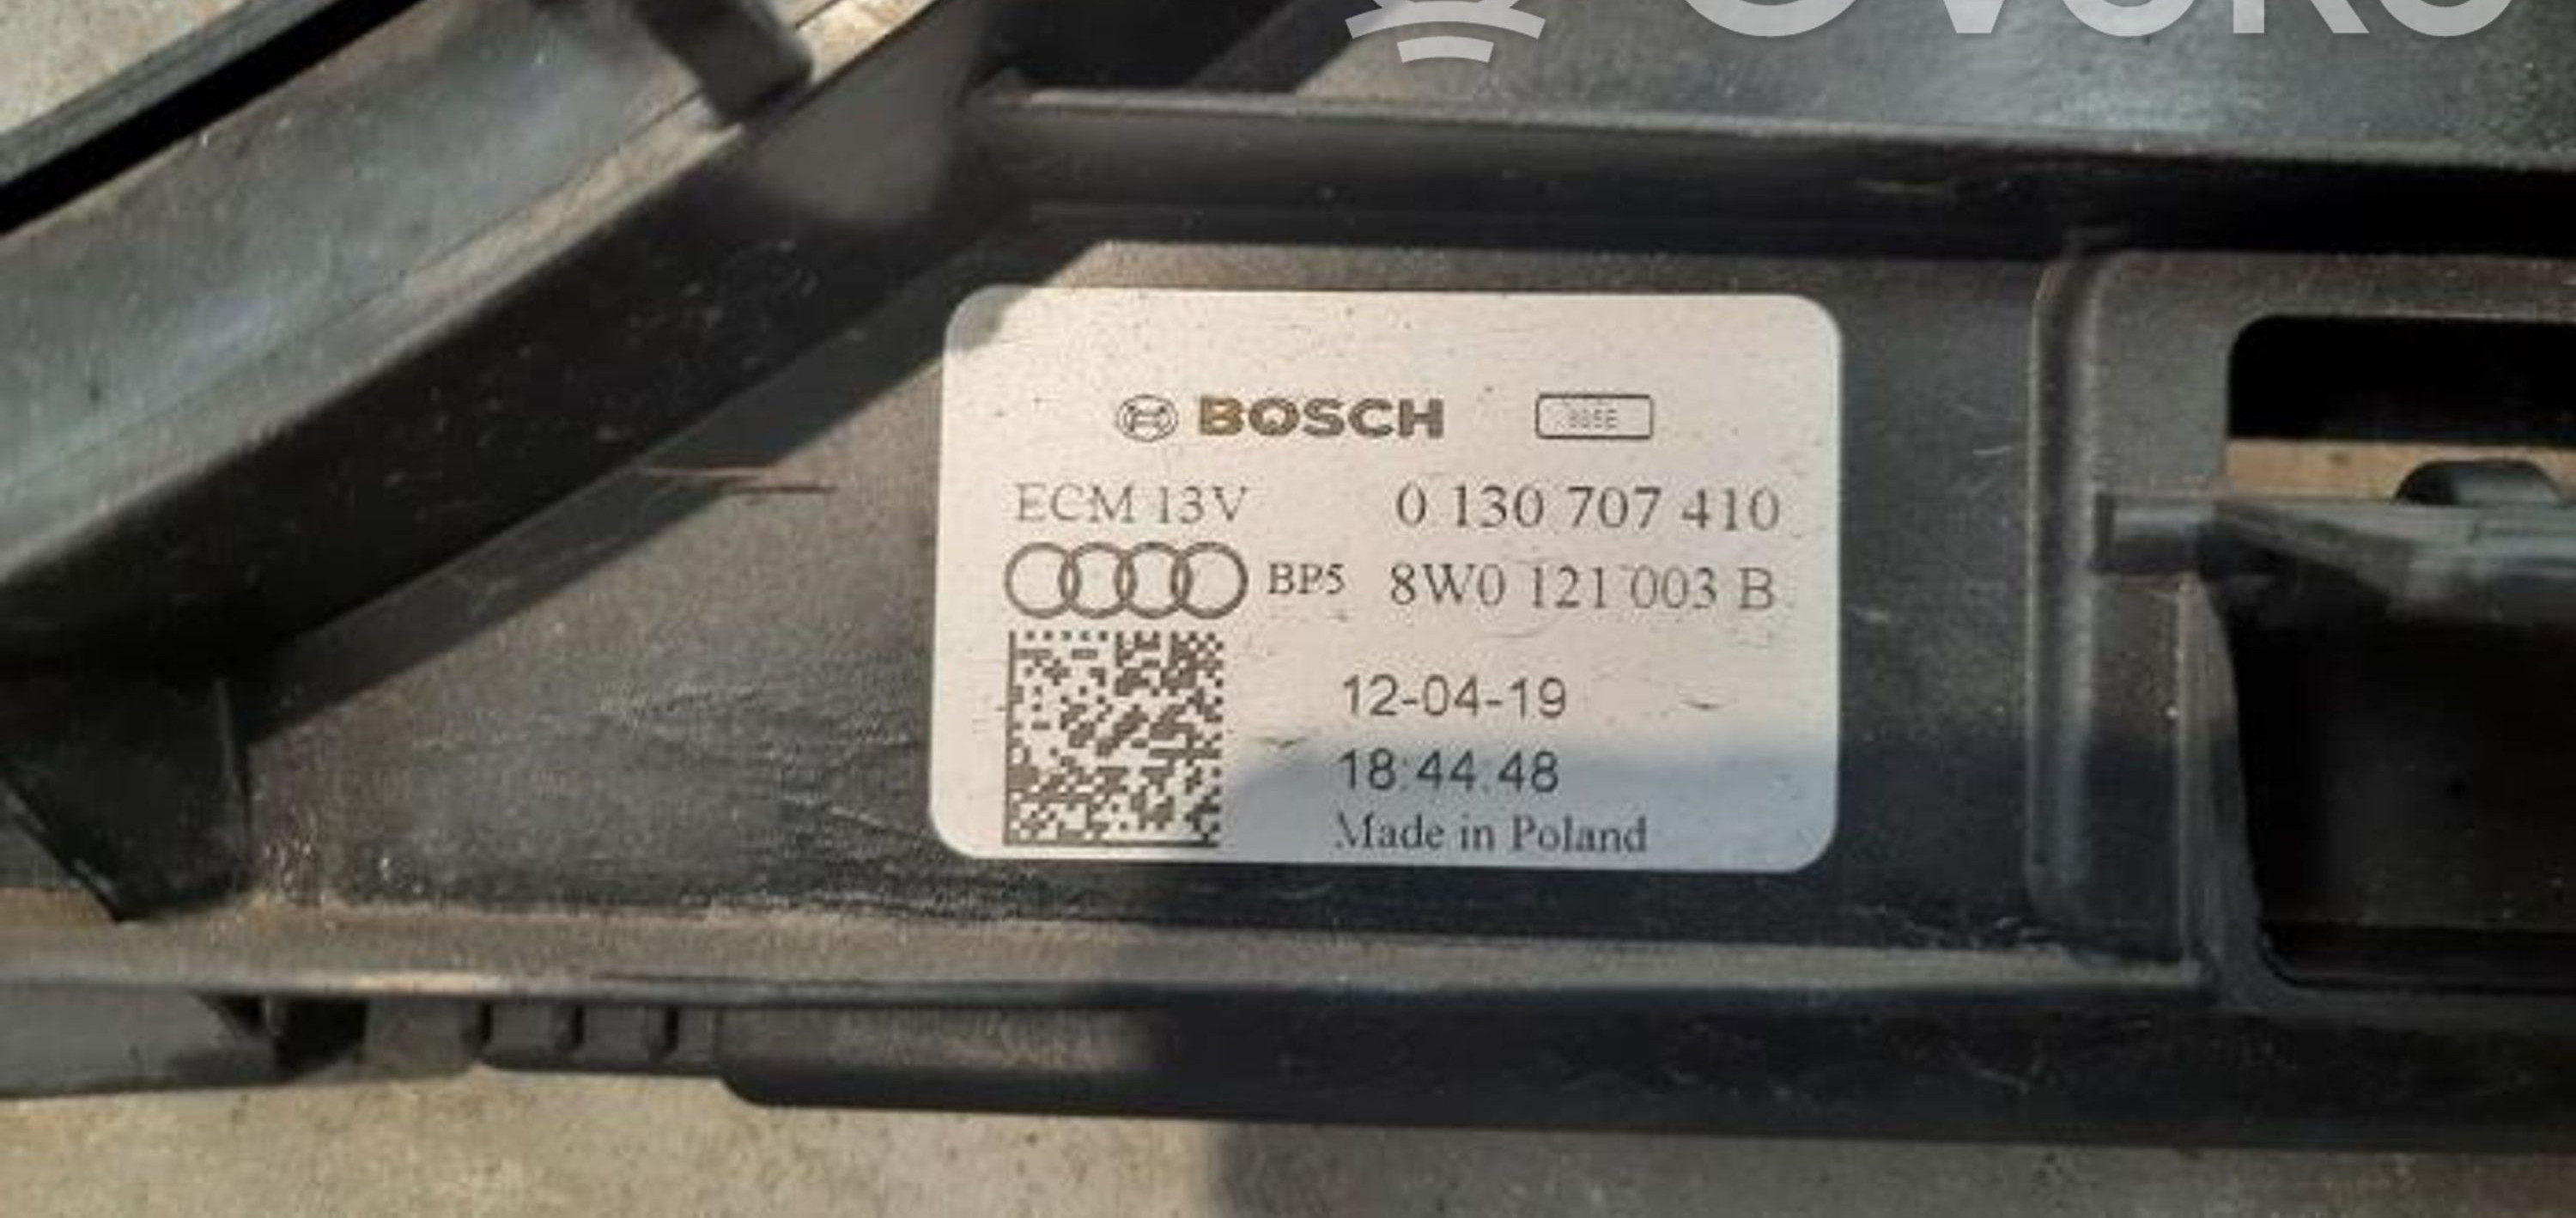 BOSCH
ECM 13V 0 130 707 410
BP5 8W0 121 003 B
12-04-19
18:44:48
Made in Poland